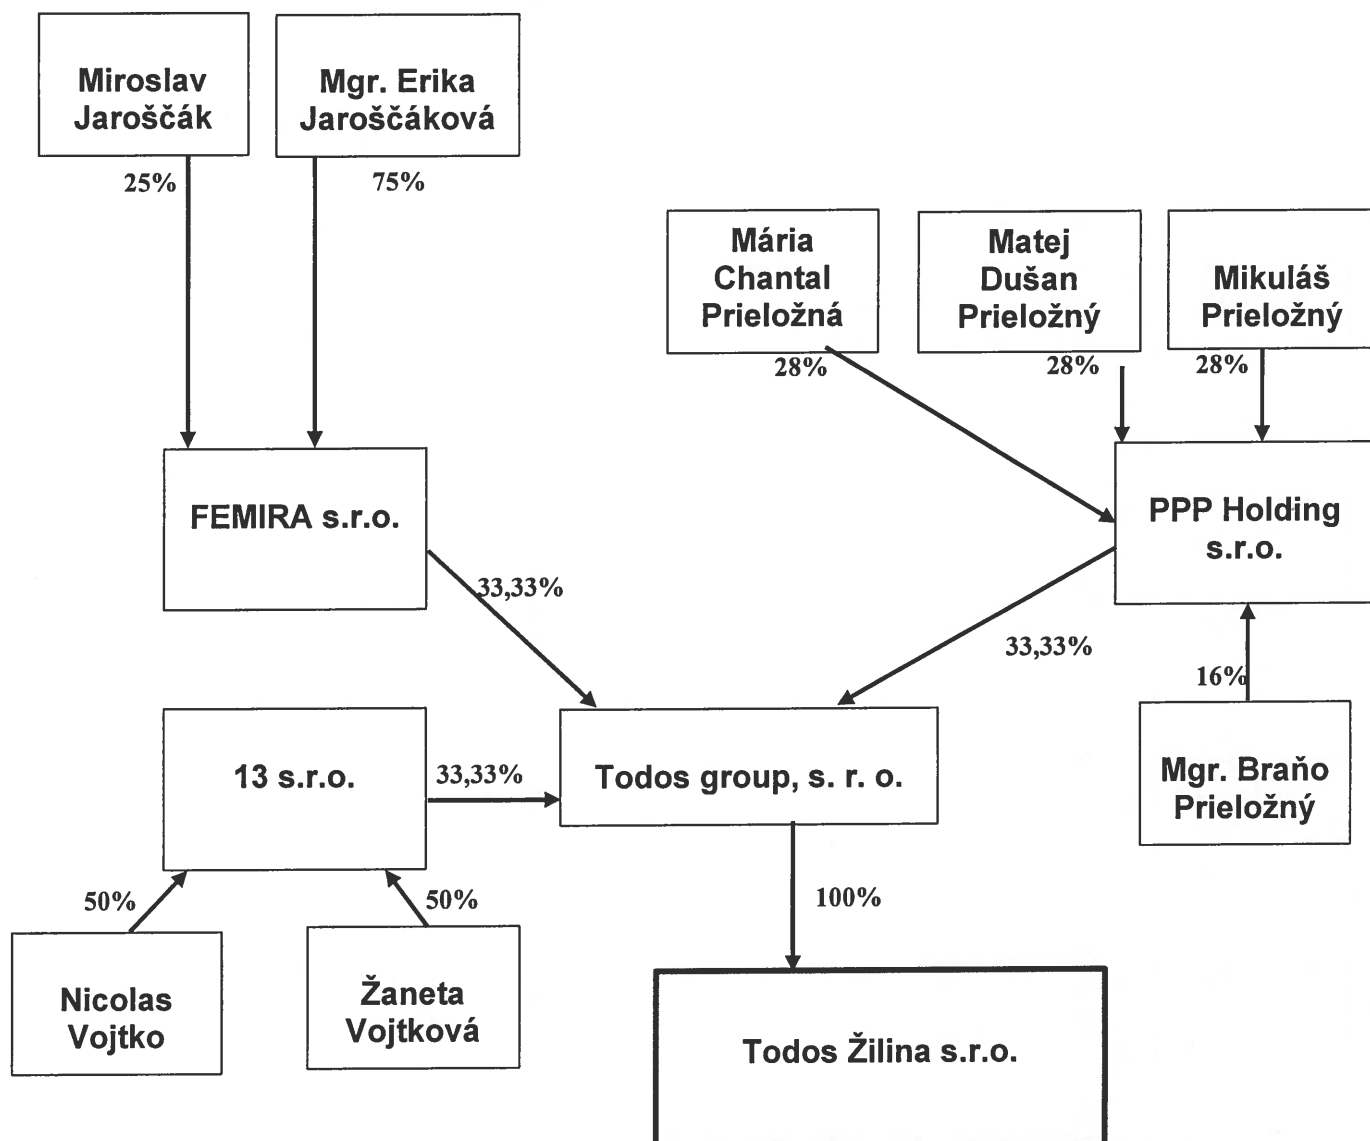 Miroslav
Jaroščák
Mgr. Erika
Jaroščáková
25%
75%
Mária
Chantal
Prieložná
Matej
Dušan
Prieložný
Mikuláš
Prieložný
28%
28%
28%
FEMIRA s.r.o.
PPP Holding
s.r.o.
33,33%
33,33%
16%
13 s.r.o.
33,33%
Todos group, s. r. o.
Mgr. Braňo
Prieložný
50%
50%
100%
Nicolas
Vojtko
Žaneta
Vojtková
Todos Žilina s.r.o.